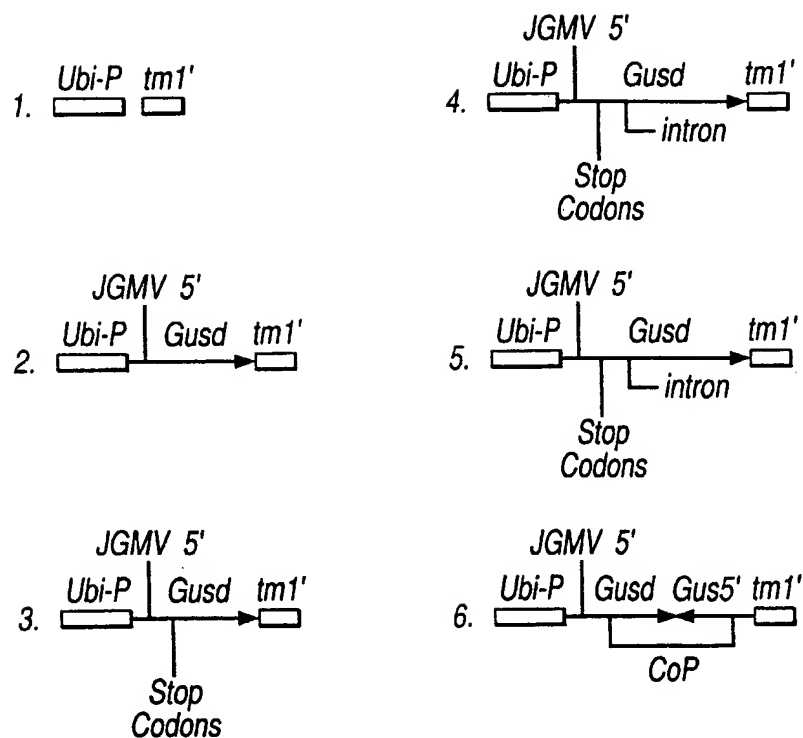 1.
Ubi-P tm1'
2.
JGMV 5'
Ubi-P Gusd tm1'
3.
JGMV 5'
Ubi-P Gusd tm1'
Stop
Codons
4.
JGMV 5'
Ubi-P Gusd tm1'
intron
Stop
Codons
5.
JGMV 5'
Ubi-P Gusd tm1'
intron
Stop
Codons
6.
JGMV 5'
Ubi-P Gusd Gus5' tm1'
CoP